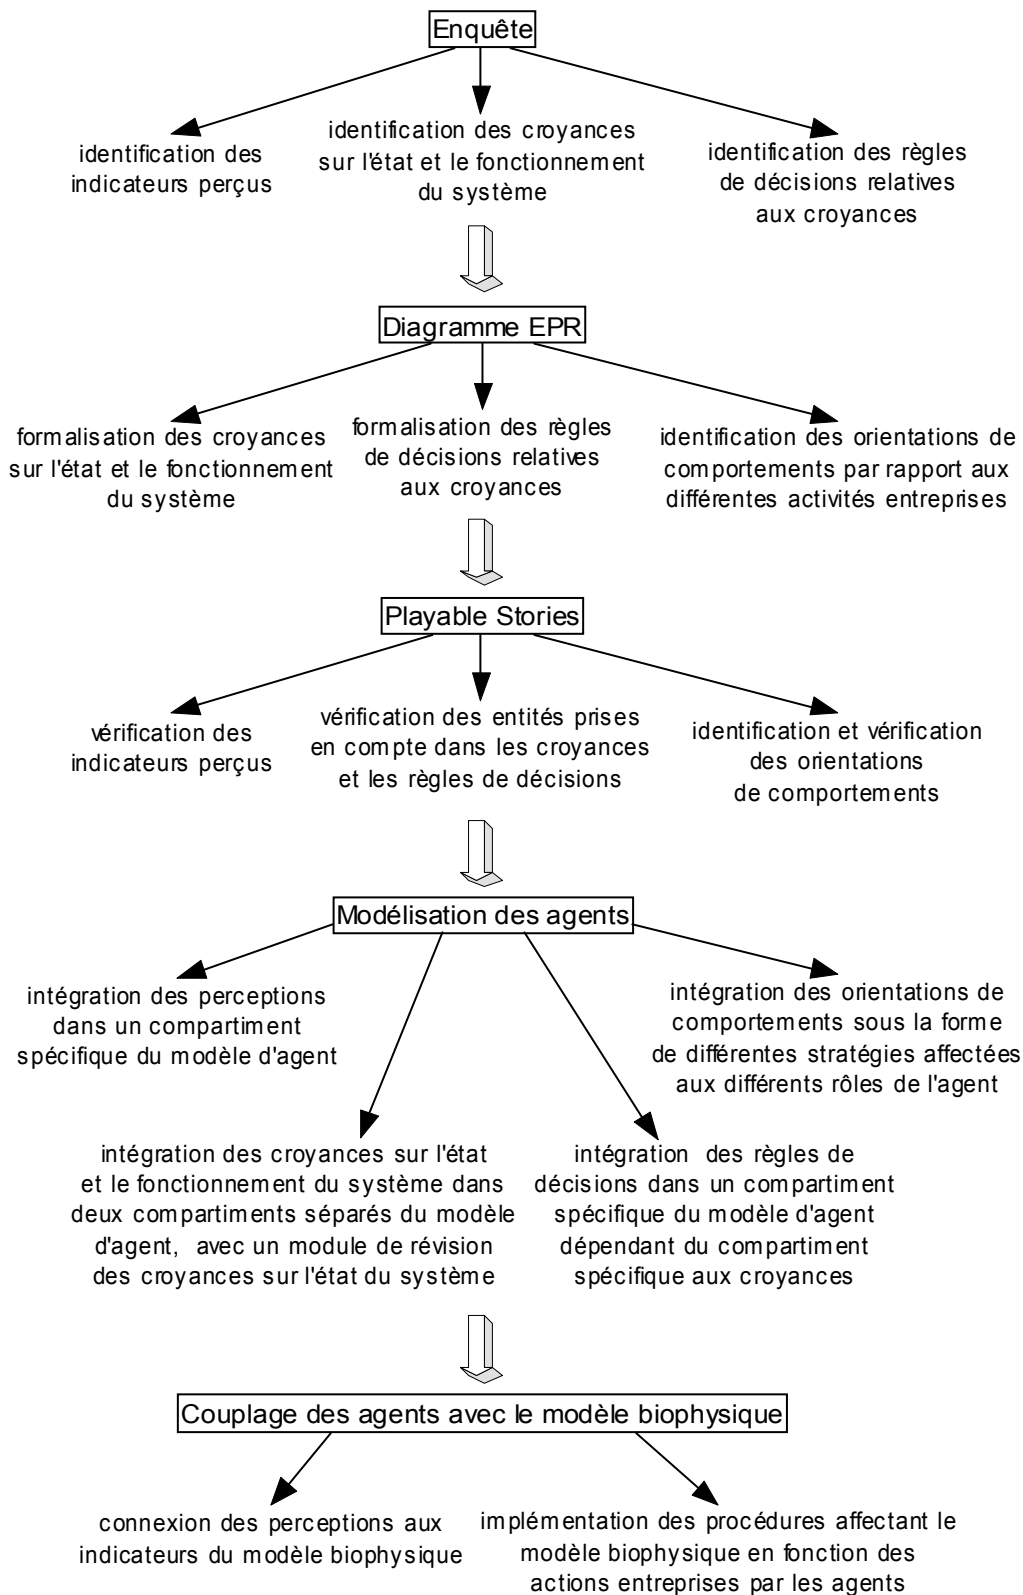 Enquête
identification des
indicateurs perçus
identification des croyances
sur l'état et le fonctionnement
du système
identification des règles
de décisions relatives
aux croyances
Diagramme EPR
formalisation des croyances
sur l'état et le fonctionnement
du système
formalisation des règles
de décisions relatives
aux croyances
identification des orientations de
comportements par rapport aux
différentes activités entreprises
Playable Stories
vérification des
indicateurs perçus
vérification des entités prises
en compte dans les croyances
et les règles de décisions
identification et vérification
des orientations
de comportements
Modélisation des agents
intégration des perceptions
dans un compartiment
spécifique du modèle d'agent
intégration des orientations de
comportements sous la forme
de différentes stratégies affectées
aux différents rôles de l'agent
intégration des croyances sur l'état
et le fonctionnement du système dans
deux compartiments séparés du modèle
d'agent, avec un module de révision
des croyances sur l'état du système
intégration des règles de
décisions dans un compartiment
spécifique du modèle d'agent
dépendant du compartiment
spécifique aux croyances
Couplage des agents avec le modèle biophysique
connexion des perceptions aux
indicateurs du modèle biophysique
implémentation des procédures affectant le
modèle biophysique en fonction des
actions entreprises par les agents